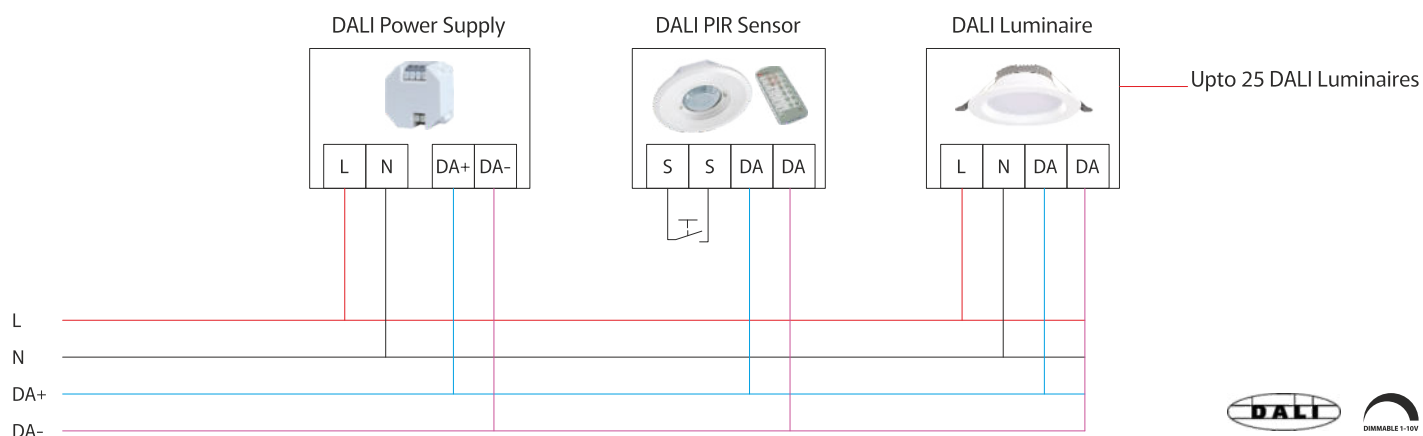 DALI Power Supply
DALI PIR Sensor
DALI Luminaire
Upto 25 DALI Luminaires
L N DA+ DA-
S S DA DA
L N DA DA
L
N
DA+
DA-
DALI
DIMMABLE 1-10V